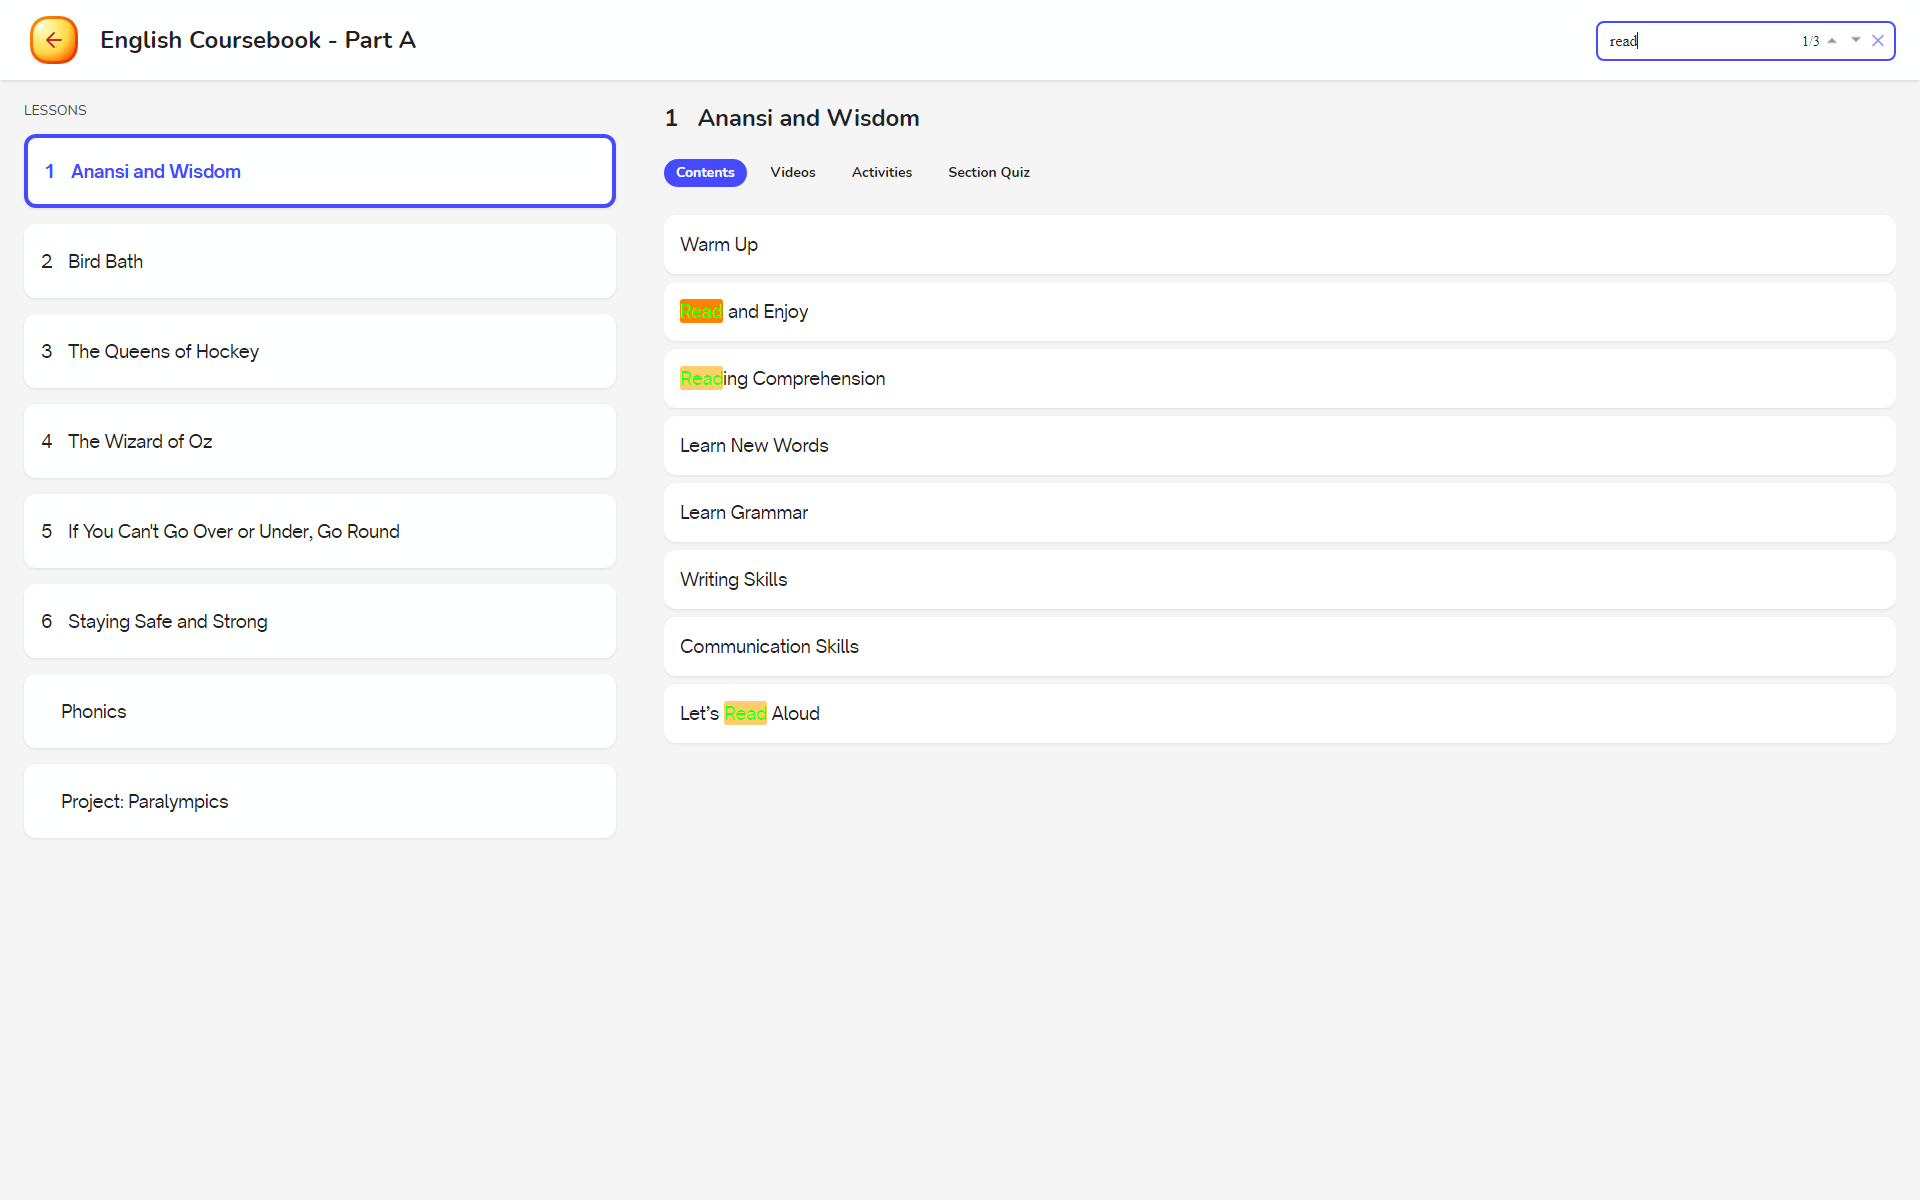 English Coursebook - Part A
read 1/3
LESSONS
1 Anansi and Wisdom
2 Bird Bath
3 The Queens of Hockey
4 The Wizard of Oz
5 If You Can't Go Over or Under, Go Round
6 Staying Safe and Strong
Phonics
Project: Paralympics
1 Anansi and Wisdom
Contents Videos Activities Section Quiz
Warm Up
Read and Enjoy
Reading Comprehension
Learn New Words
Learn Grammar
Writing Skills
Communication Skills
Let’s Read Aloud